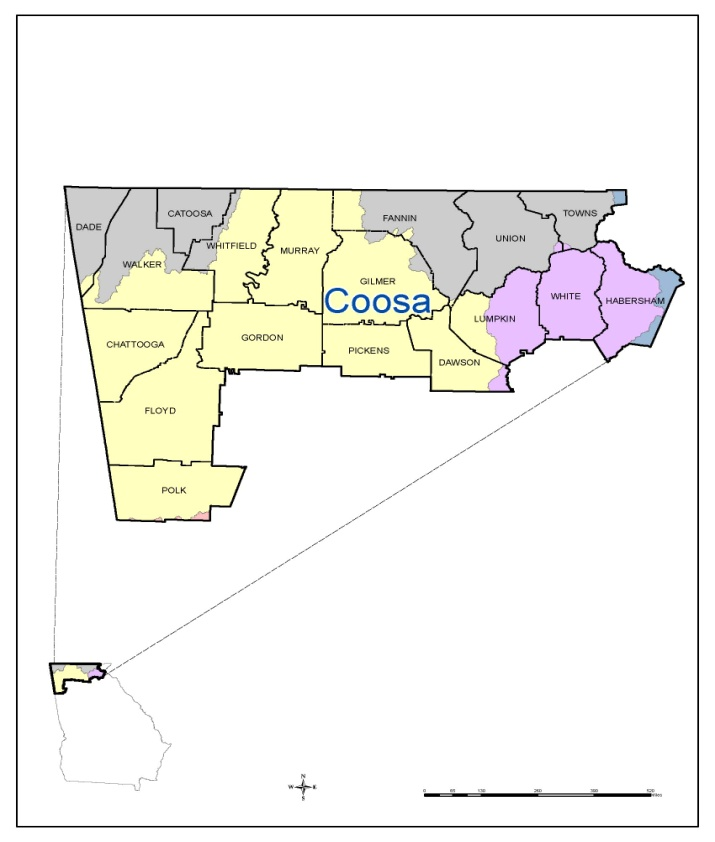 DADE
CATOOSA
WALKER
WHITFIELD
MURRAY
FANNIN
UNION
TOWNS
GILMER
Coosa
LUMPKIN
WHITE
HABERSHAM
CHATTOOGA
GORDON
PICKENS
DAWSON
FLOYD
POLK
N
W E
S